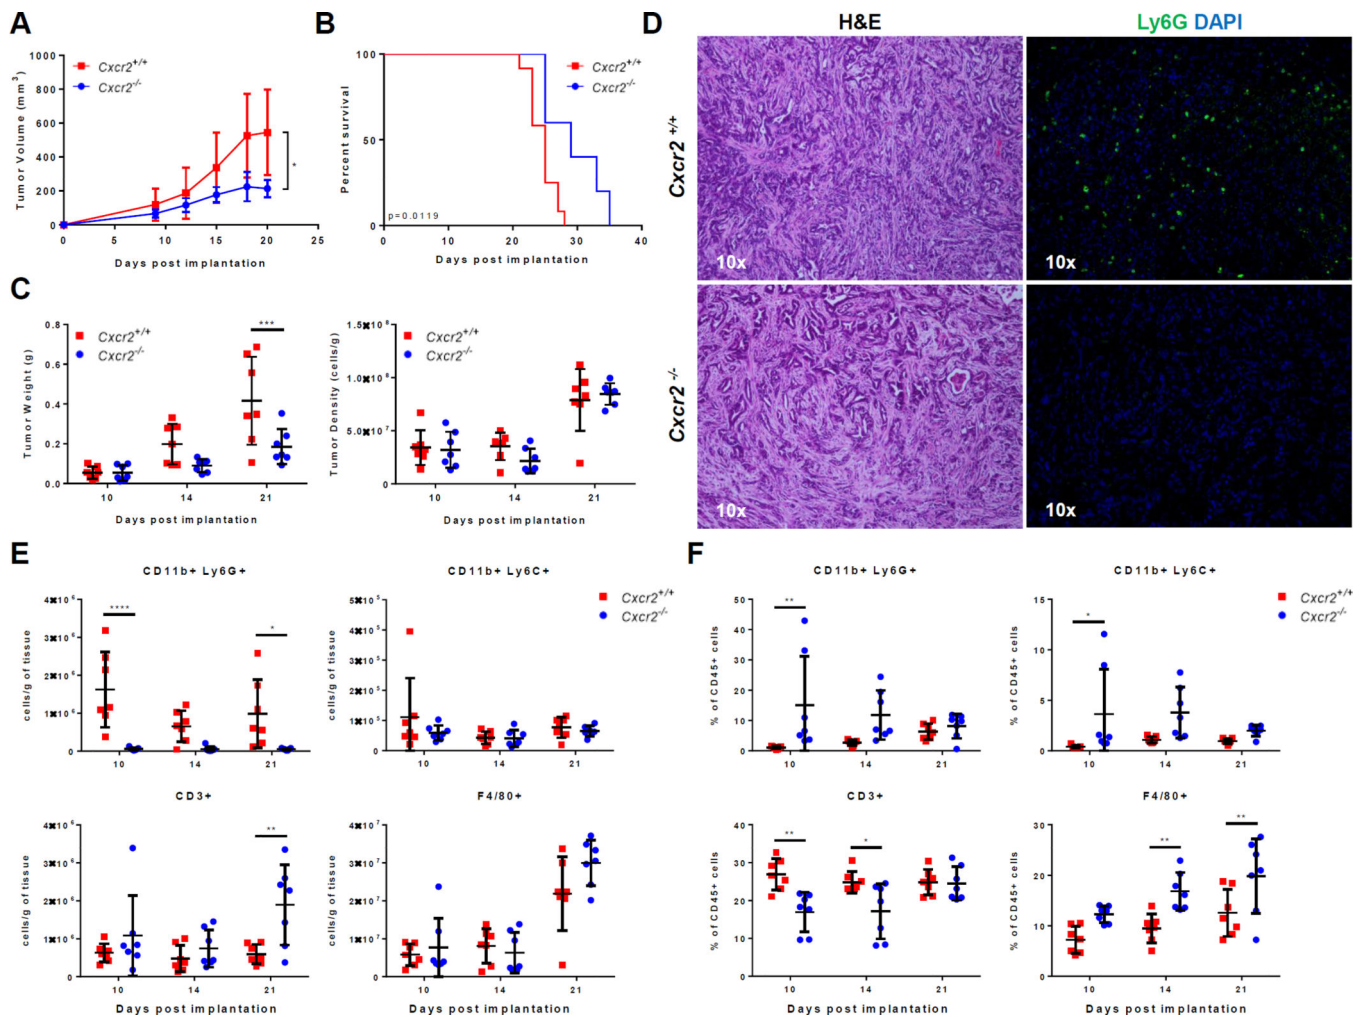 A
B
D
H&E
Ly6G DAPI
1000
800
600
400
200
0
Tumor Volume (mm³)
Cxcr2+/+
Cxcr2-/-
*
0
5
10
15
20
25
Days post implantation
100
50
0
Percent survival
Cxcr2+/+
Cxcr2-/-
p=0.0119
0
10
20
30
40
Days post implantation
Cxcr2 +/+
10x
10x
Cxcr2 -/-
10x
10x
C
0.8
0.6
0.4
0.2
0.0
Tumor Weight (g)
Cxcr2+/+
Cxcr2-/-
***
10
14
21
Days post implantation
Tumor Density (cells/g)
5.0×10⁷
0
Cxcr2+/+
Cxcr2-/-
10
14
21
Days post implantation
E
CD11b+ Ly6G+
4×10⁶
3×10⁶
2×10⁶
1×10⁶
0
cells/g of tissue
****
*
10
14
21
CD11b+ Ly6C+
5×10⁵
4×10⁵
3×10⁵
2×10⁵
1×10⁵
0
cells/g of tissue
Cxcr2+/+
Cxcr2-/-
10
14
21
CD3+
4×10⁶
3×10⁶
2×10⁶
1×10⁶
0
cells/g of tissue
**
10
14
21
Days post implantation
F4/80+
4×10⁷
3×10⁷
2×10⁷
1×10⁷
0
cells/g of tissue
10
14
21
Days post implantation
F
CD11b+ Ly6G+
50
40
30
20
10
0
% of CD45+ cells
**
10
14
21
CD11b+ Ly6C+
15
10
5
0
% of CD45+ cells
*
Cxcr2+/+
Cxcr2-/-
10
14
21
CD3+
40
30
20
10
0
% of CD45+ cells
**
*
10
14
21
Days post implantation
F4/80+
30
20
10
0
% of CD45+ cells
**
**
10
14
21
Days post implantation